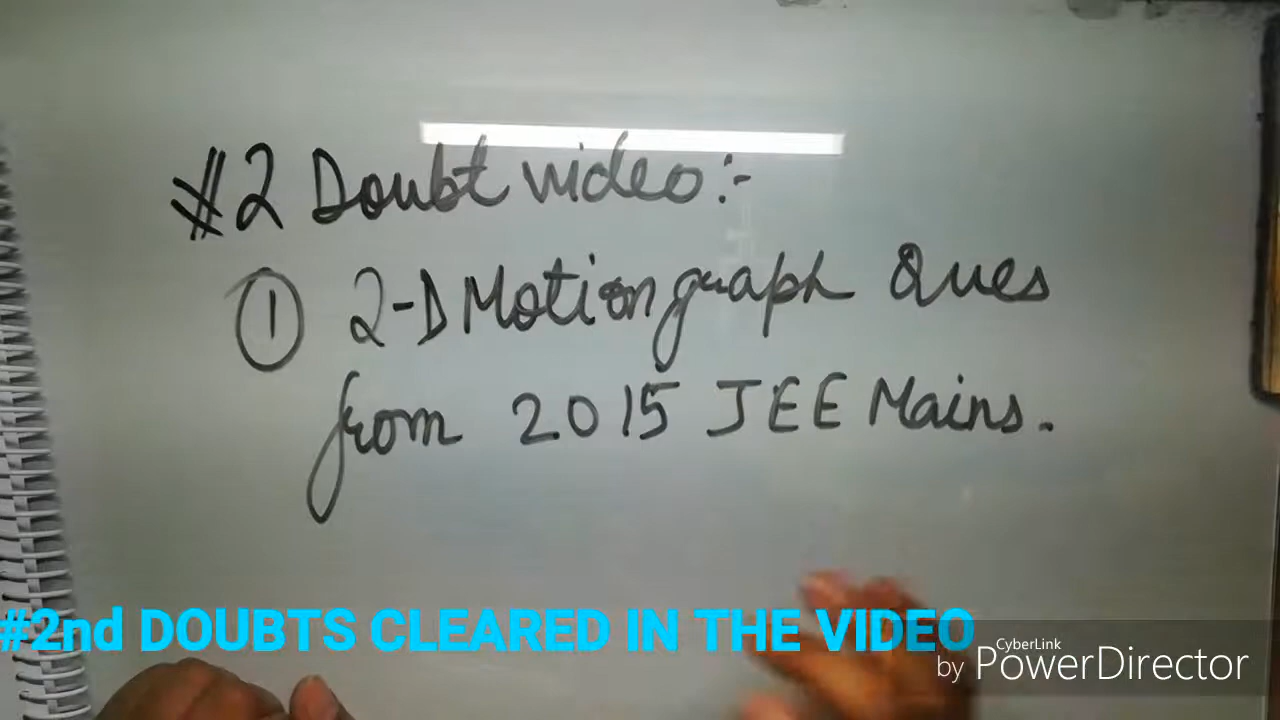 #2 Doubt video:-
① 2-D Motion graph Ques
from 2015 JEE Mains.
#2nd DOUBTS CLEARED IN THE VIDEO
CyberLink
by PowerDirector